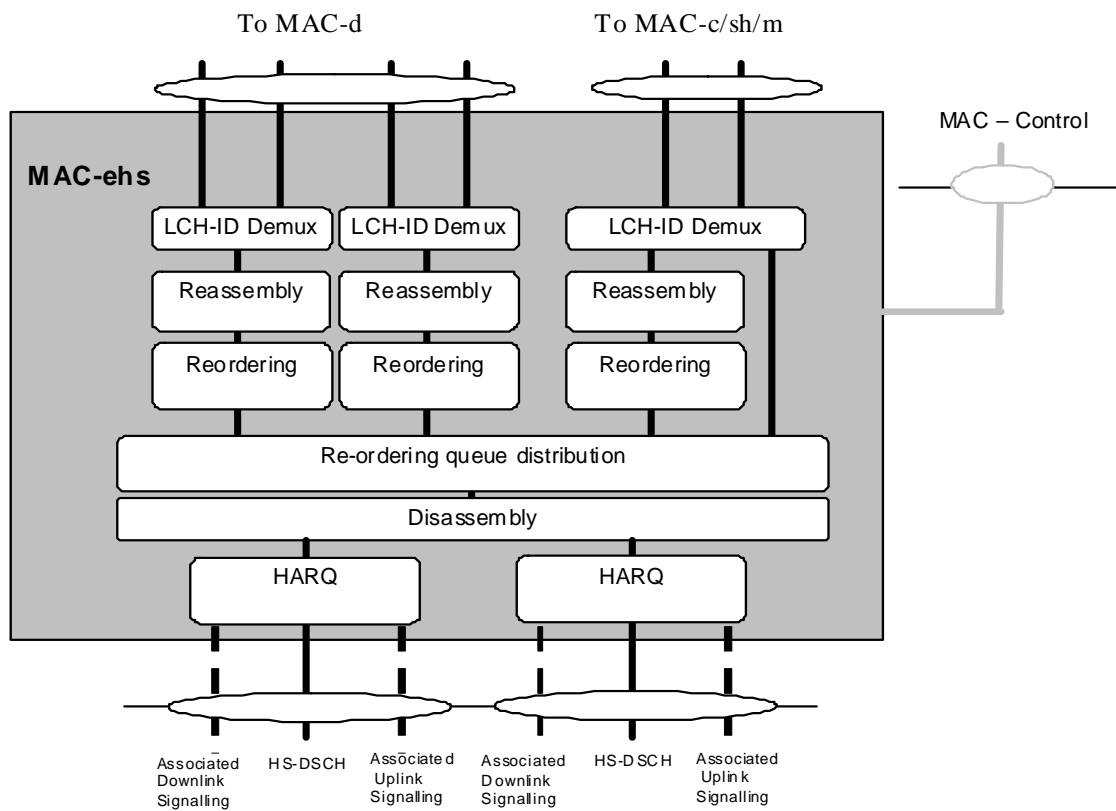 To MAC-d
To MAC-c/sh/m
MAC – Control
MAC-ehs
LCH-ID Demux
LCH-ID Demux
LCH-ID Demux
Reassembly
Reassembly
Reassembly
Reordering
Reordering
Reordering
Re-ordering queue distribution
Disassembly
HARQ
HARQ
Associated
Downlink
Signalling
HS-DSCH
Associated
Uplink
Signalling
Associated
Downlink
Signalling
HS-DSCH
Associated
Uplink
Signalling